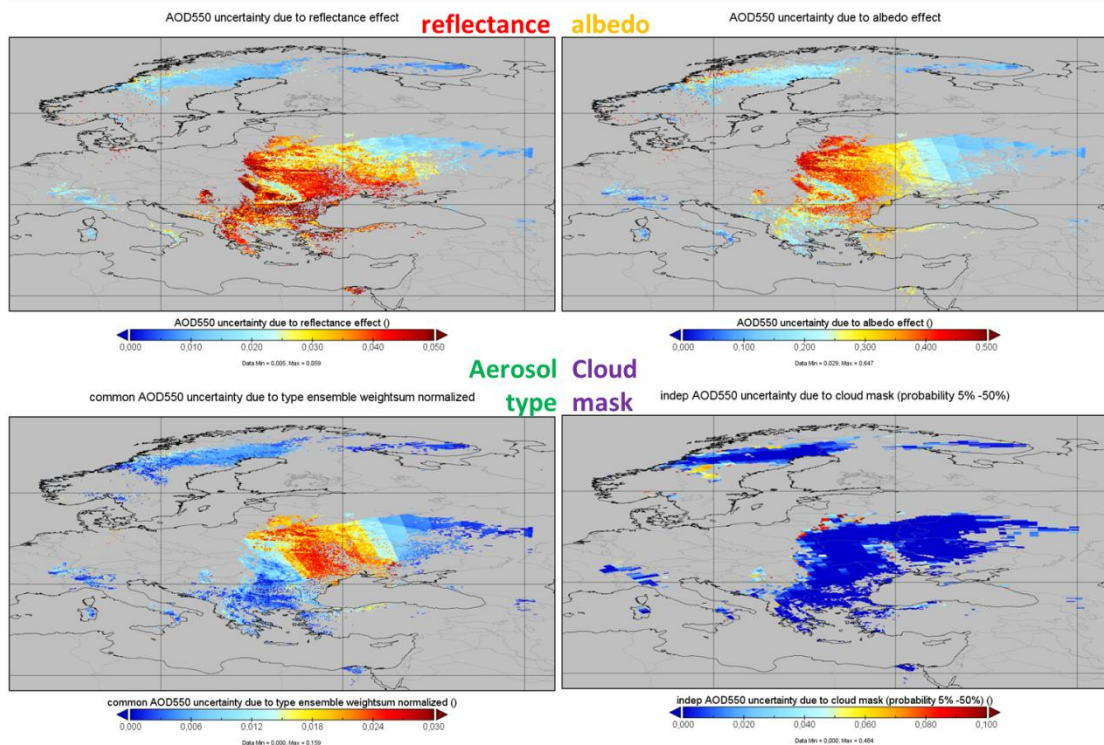 AOD550 uncertainty due to reflectance effect
reflectance
albedo
AOD550 uncertainty due to albedo effect
AOD550 uncertainty due to reflectance effect ()
0,000 0,010 0,020 0,030 0,040 0,050
Data Min = 0.005, Max = 0.059
AOD550 uncertainty due to albedo effect ()
0,000 0,100 0,200 0,300 0,400 0,500
Data Min = 0.029, Max = 0.647
Aerosol
type
Cloud
mask
common AOD550 uncertainty due to type ensemble weightsum normalized
indep AOD550 uncertainty due to cloud mask (probability 5% -50%)
common AOD550 uncertainty due to type ensemble weightsum normalized ()
0,000 0,006 0,012 0,018 0,024 0,030
Data Min = 0.000, Max = 0.159
indep AOD550 uncertainty due to cloud mask (probability 5% -50%) ()
0,000 0,020 0,040 0,060 0,080 0,100
Data Min = 0.000, Max = 0.484